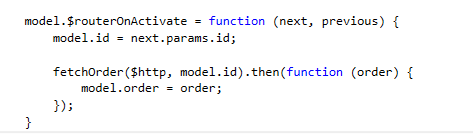 model.$routerOnActivate = function (next, previous) {
    model.id = next.params.id;

    fetchOrder($http, model.id).then(function (order) {
        model.order = order;
    });
}